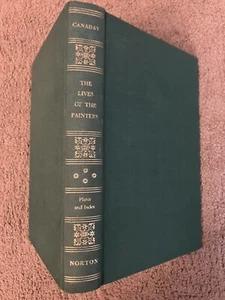 CANADAY
THE
LIVES
OF THE
PAINTERS
Plates
and Index
NORTON